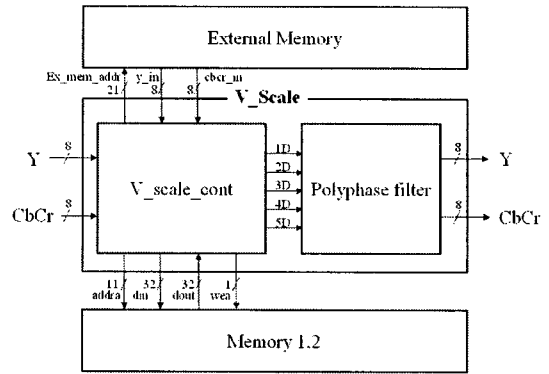 External Memory
Ex_mem_addr y_in cbcr_in
21 8 8
V_Scale
Y 8
CbCr 8
V_scale_cont
1D
2D
3D
4D
5D
Polyphase filter
8 Y
8 CbCr
11 32 32 1
addra din dout wea
Memory 1,2